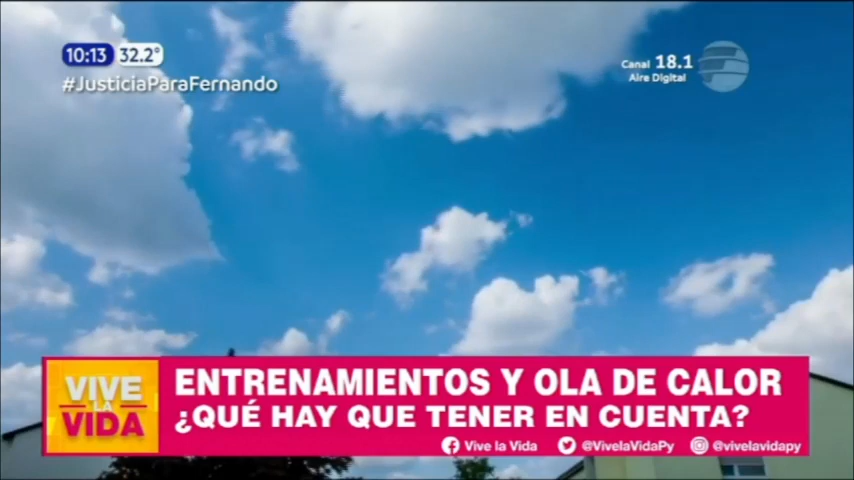 10:13 32.2°
#JusticiaParaFernando
Canal 18.1
Aire Digital
VIVE
LA
VIDA
ENTRENAMIENTOS Y OLA DE CALOR
¿QUÉ HAY QUE TENER EN CUENTA?
Vive la Vida @VivelaVidaPy @vivelavidapy